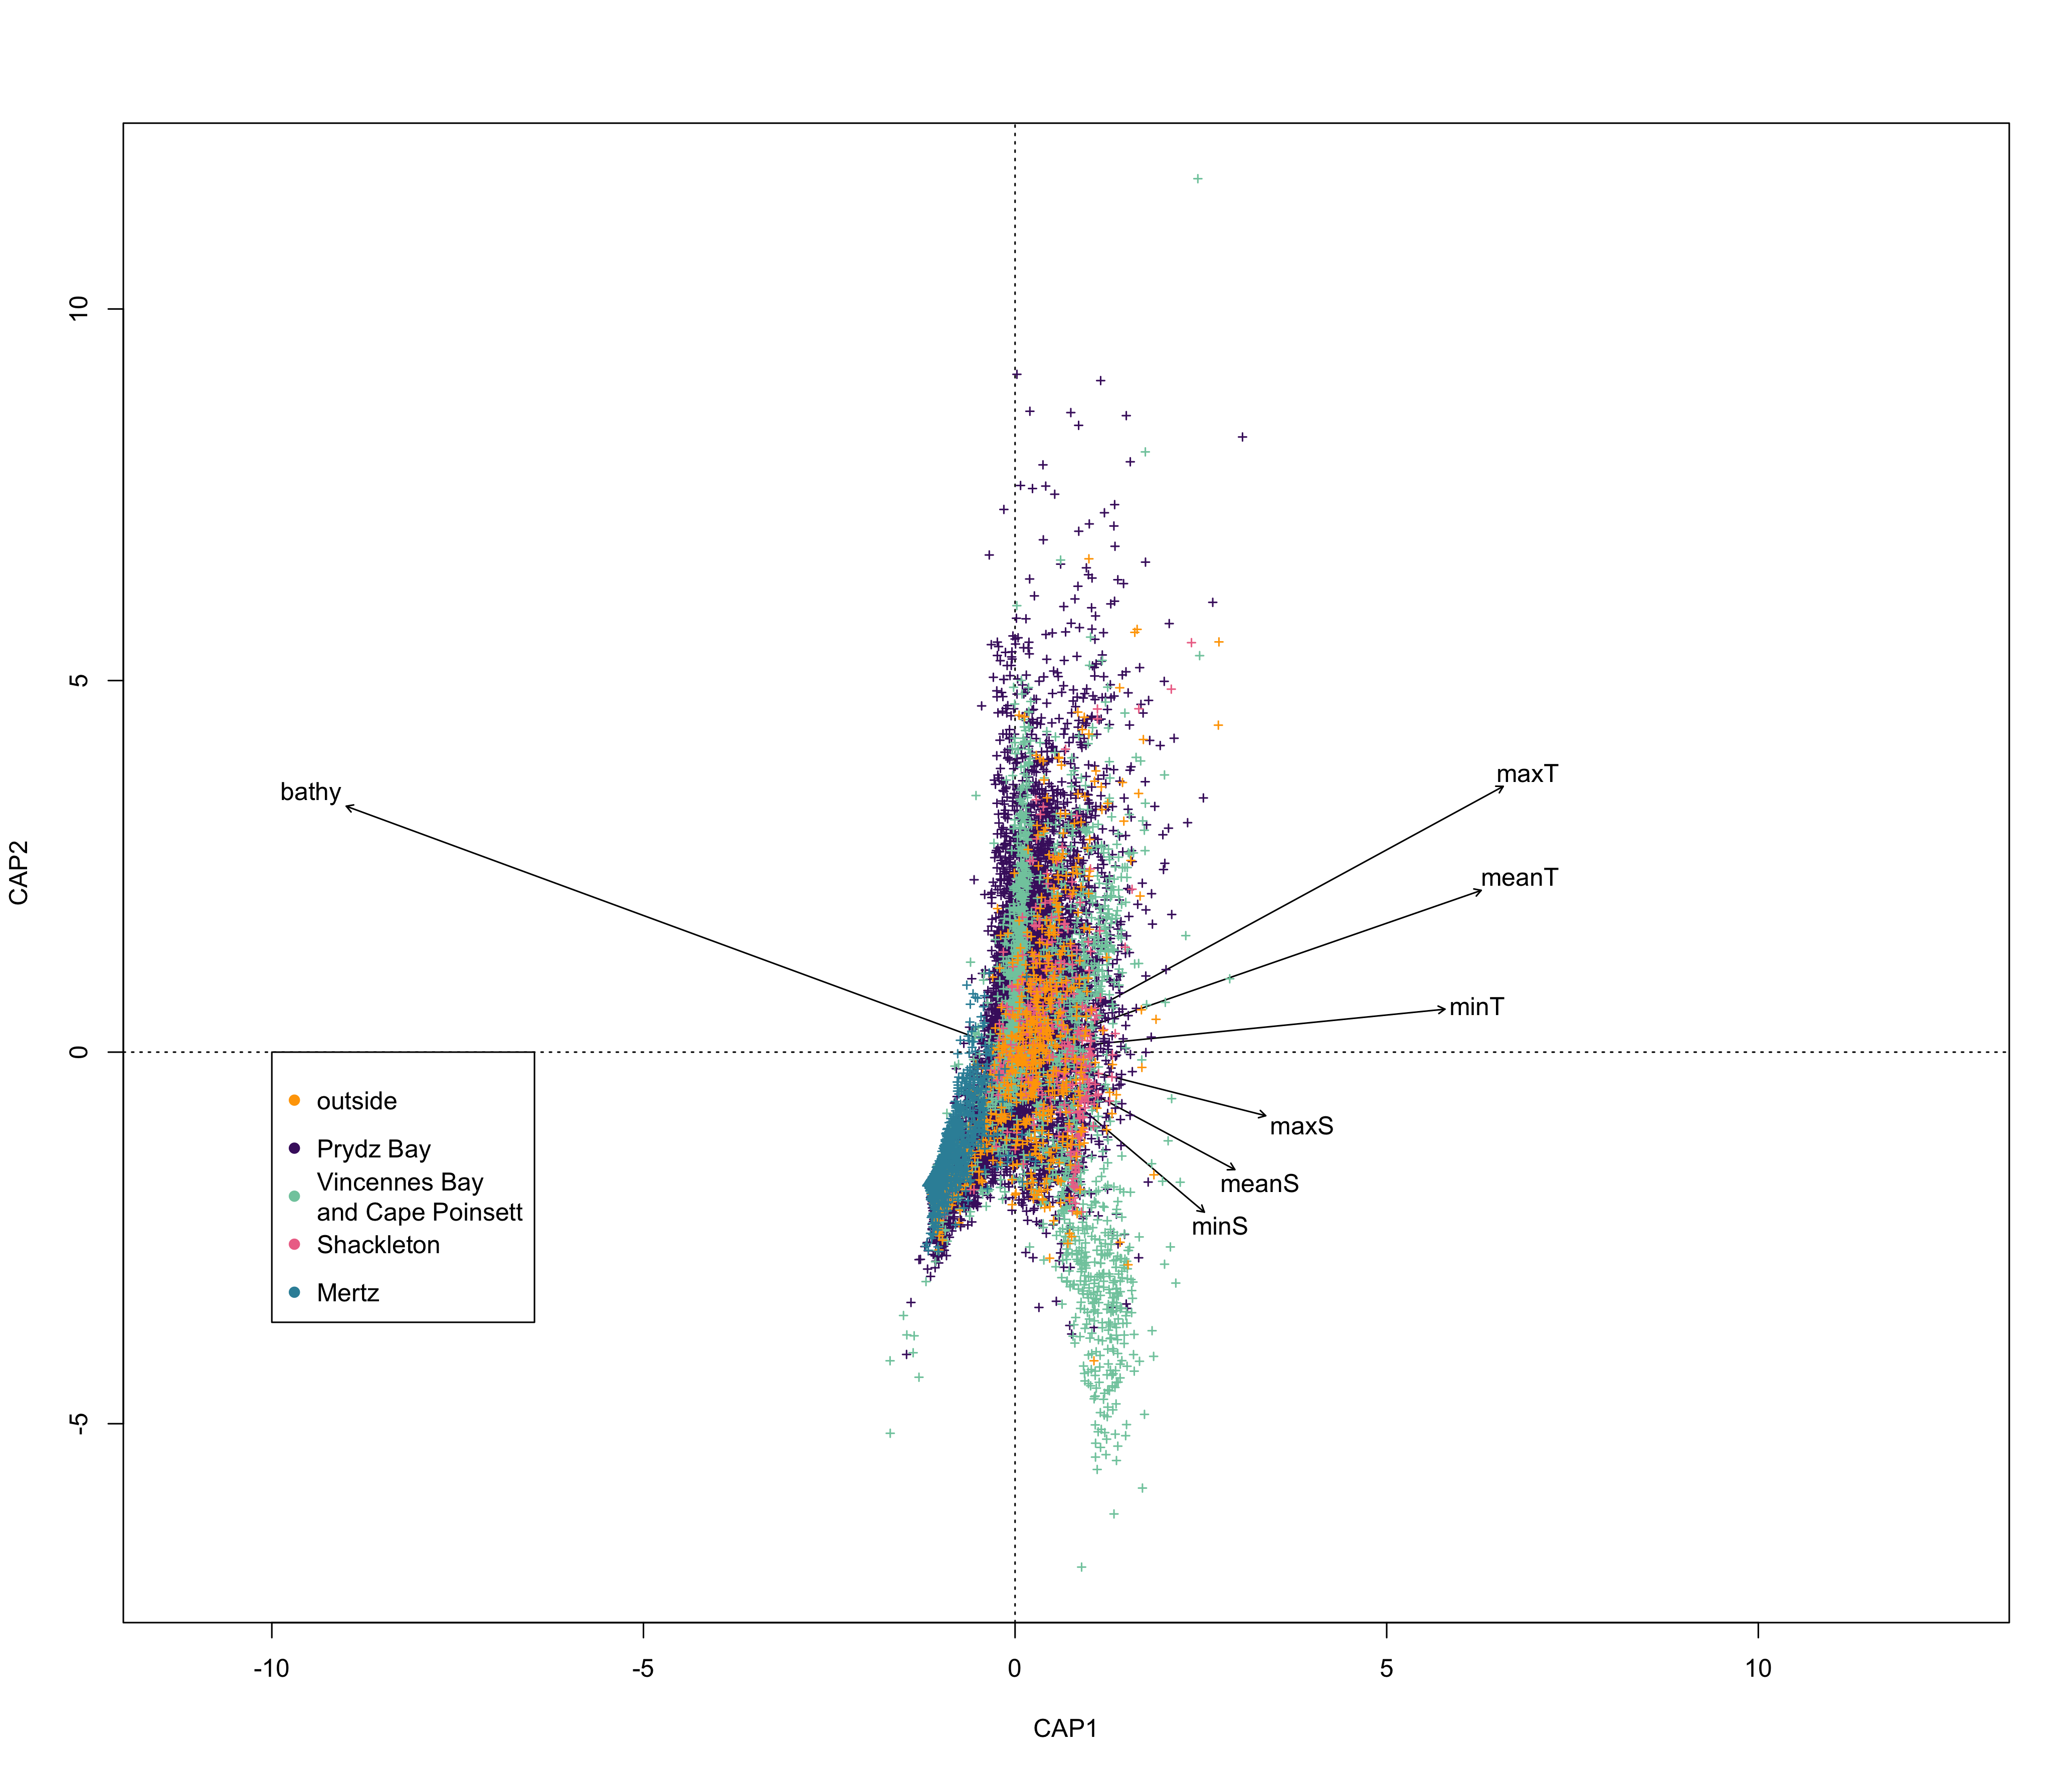 CAP2
10
5
0
-5
bathy
maxT
meanT
minT
maxS
meanS
minS
outside
Prydz Bay
Vincennes Bay
and Cape Poinsett
Shackleton
Mertz
-10
-5
0
5
10
CAP1